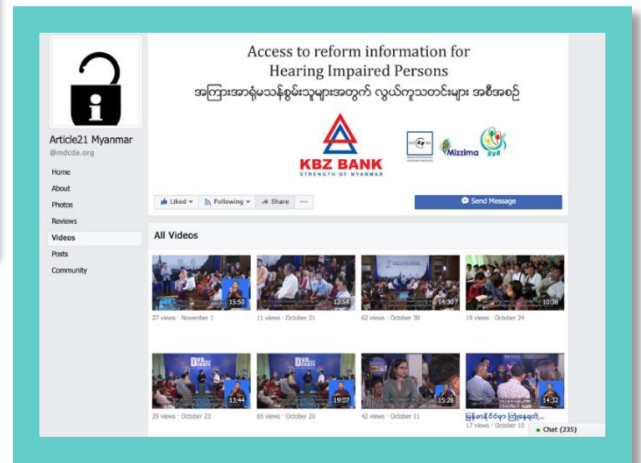 Access to reform information for
Hearing Impaired Persons
အကြားအာရုံမသန်စွမ်းသူများအတွက် လွယ်ကူသတင်းများ အစီအစဉ်
KBZ BANK
STRENGTH OF MYANMAR
Mizzima
Article21 Myanmar
@mdcda.org
Home
About
Photos
Reviews
Videos
Posts
Community
Liked
Following
Share
Send Message
All Videos
15:50
13:54
14:30
10:38
27 views · November 1
11 views · October 31
62 views · October 30
19 views · October 24
DVB
DEBATE
13:44
19:07
15:28
14:32
29 views · October 23
65 views · October 20
42 views · October 11
17 views · October 10
Chat (235)